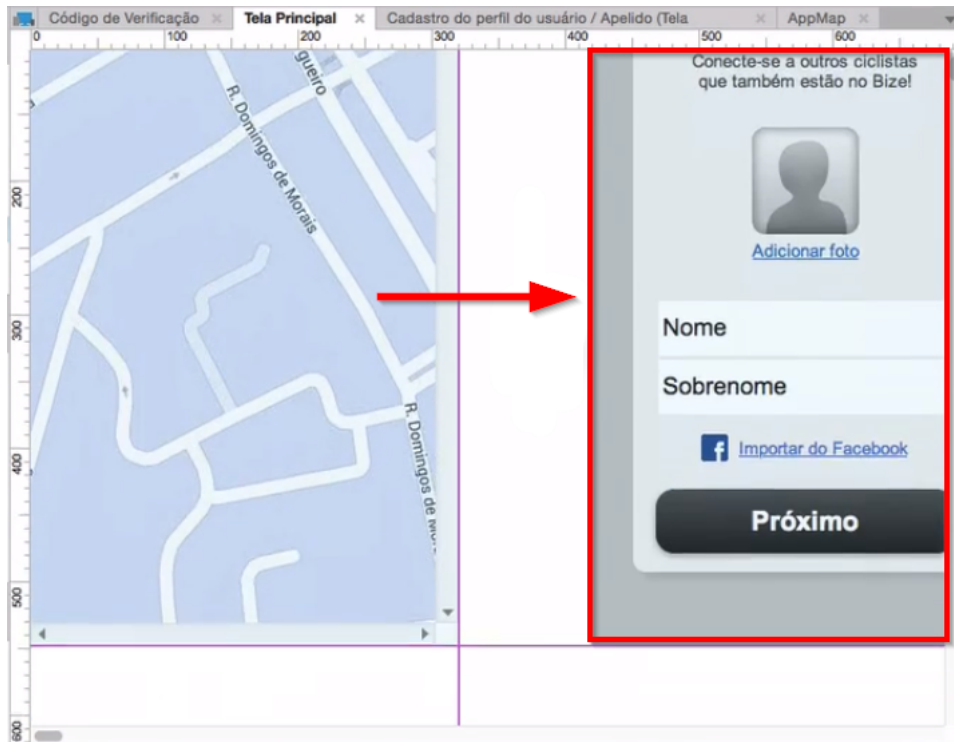 Código de Verificação
Tela Principal
Cadastro do perfil do usuário / Apelido (Tela
AppMap
0 100 200 300 400 500 600
200
300
400
500
600
gueiro
R. Domingos de Morais
R. Domingos de
Conecte-se a outros ciclistas
que também estão no Bize!
Adicionar foto
Nome
Sobrenome
f
Importar do Facebook
Próximo